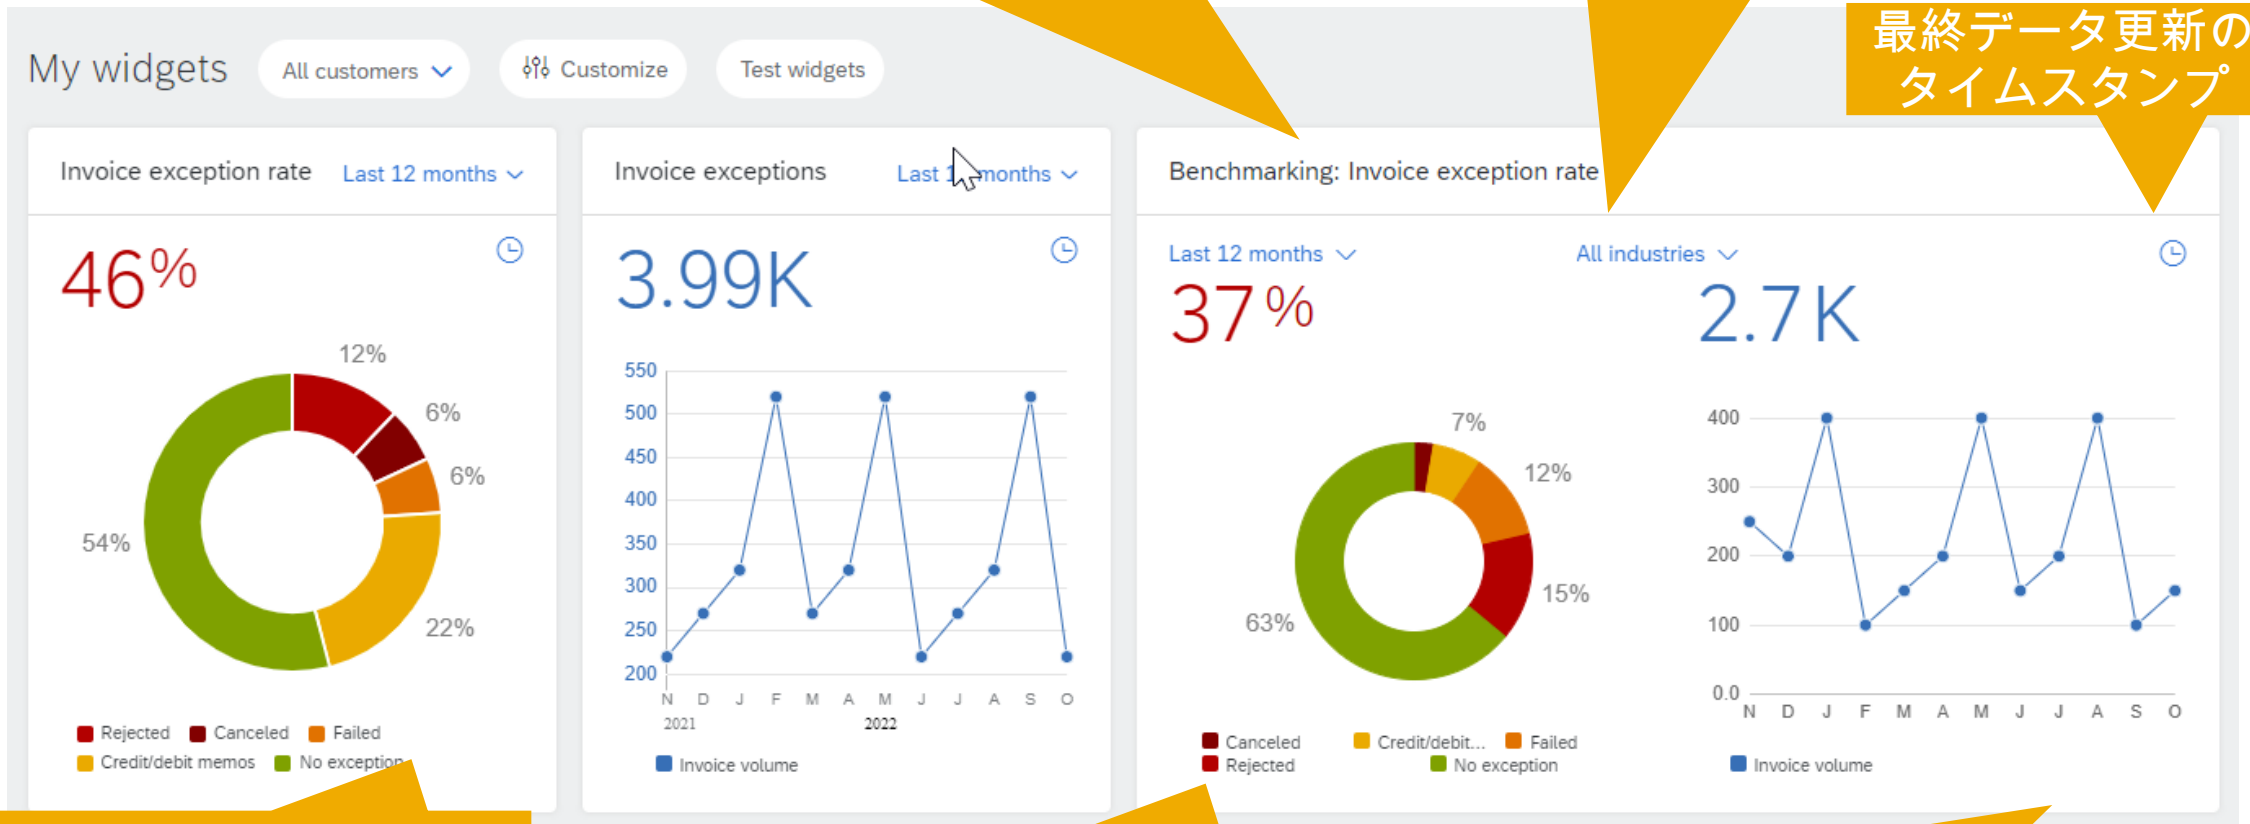 最終データ更新の
タイムスタンプ
My widgets
All customers
Customize
Test widgets
Invoice exception rate
Last 12 months
46%
12%
6%
6%
54%
22%
Rejected
Canceled
Failed
Credit/debit memos
No exception
Invoice exceptions
Last 1 months
3.99K
550
500
450
400
350
300
250
200
N D J F M A M J J A S O
2021
2022
Invoice volume
Benchmarking: Invoice exception rate
Last 12 months
37%
7%
12%
15%
63%
Canceled
Credit/debit...
Failed
Rejected
No exception
All industries
2.7K
400
300
200
100
0.0
N D J F M A M J J A S O
Invoice volume